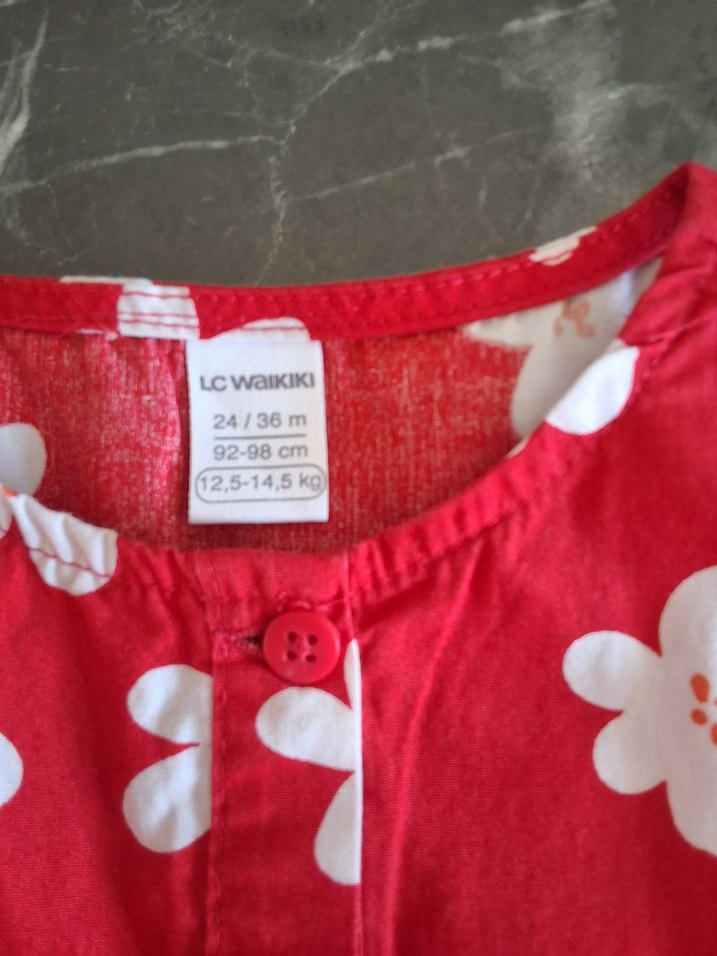 LC WAIKIKI
24 / 36 m
92-98 cm
12,5-14,5 kg